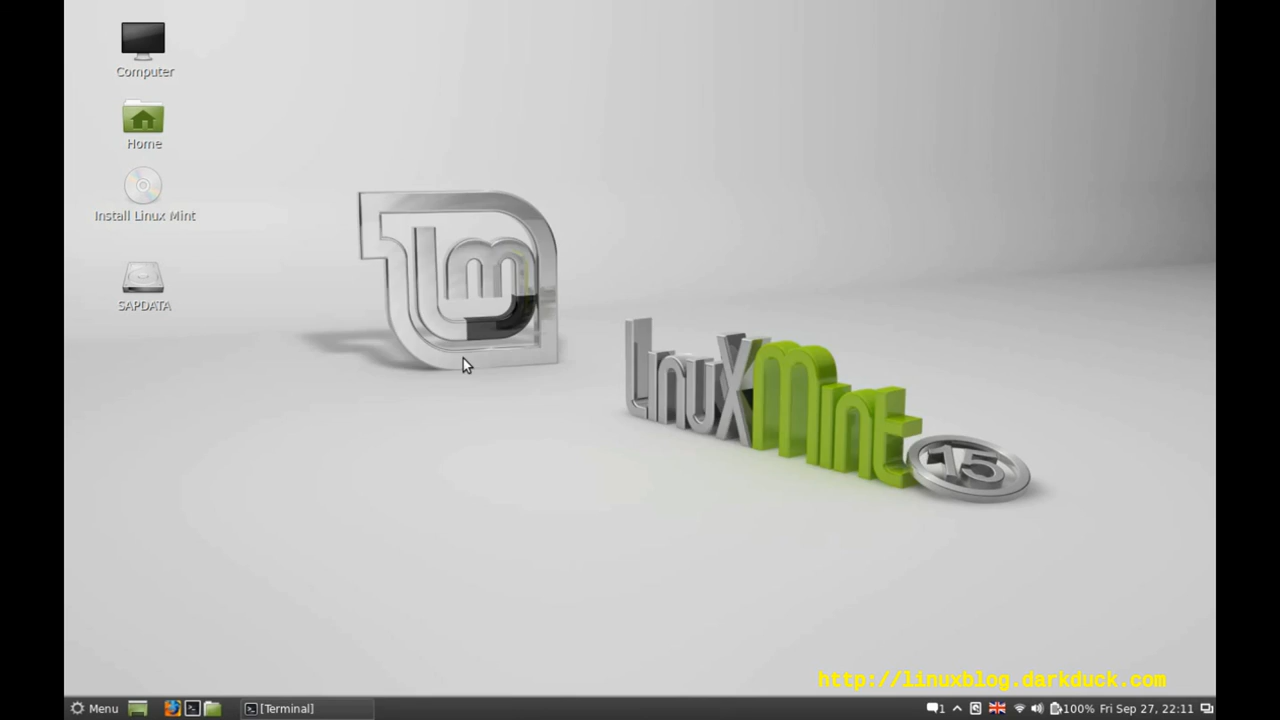 Computer
Home
Install Linux Mint
SAPDATA
lm
LinuxMint 15
http://linuxblog.darkduck.com
Menu
[Terminal]
1
100% Fri Sep 27, 22:11